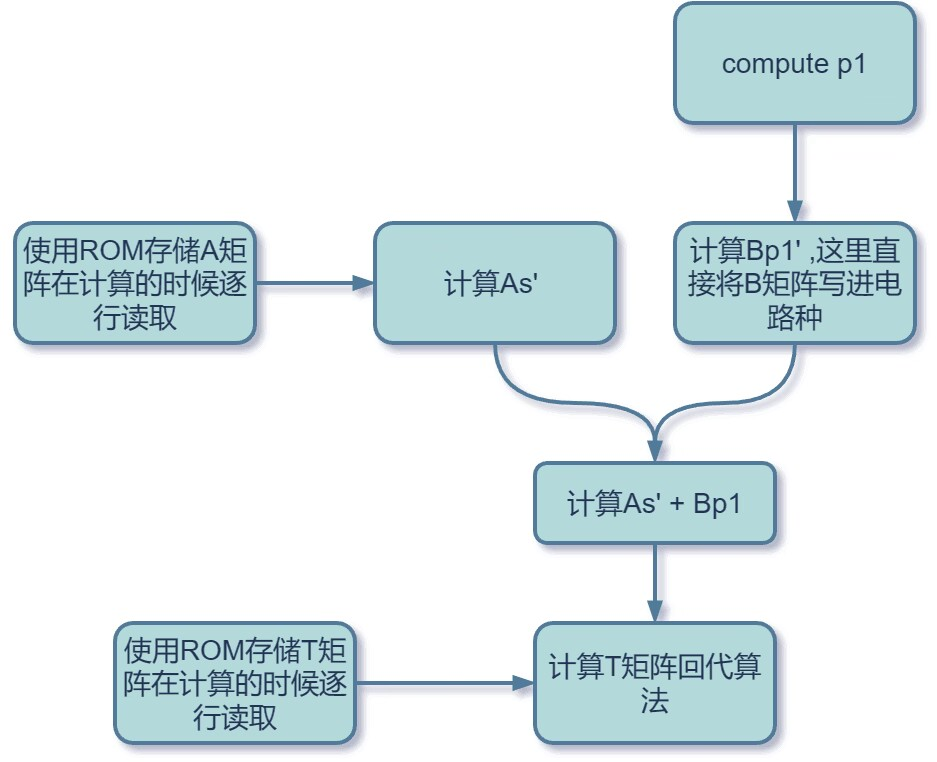 compute p1
使用ROM存储A矩
阵在计算的时候逐
行读取
计算As'
计算Bp1' ,这里直
接将B矩阵写进电
路种
计算As' + Bp1
使用ROM存储T矩
阵在计算的时候逐
行读取
计算T矩阵回代算
法